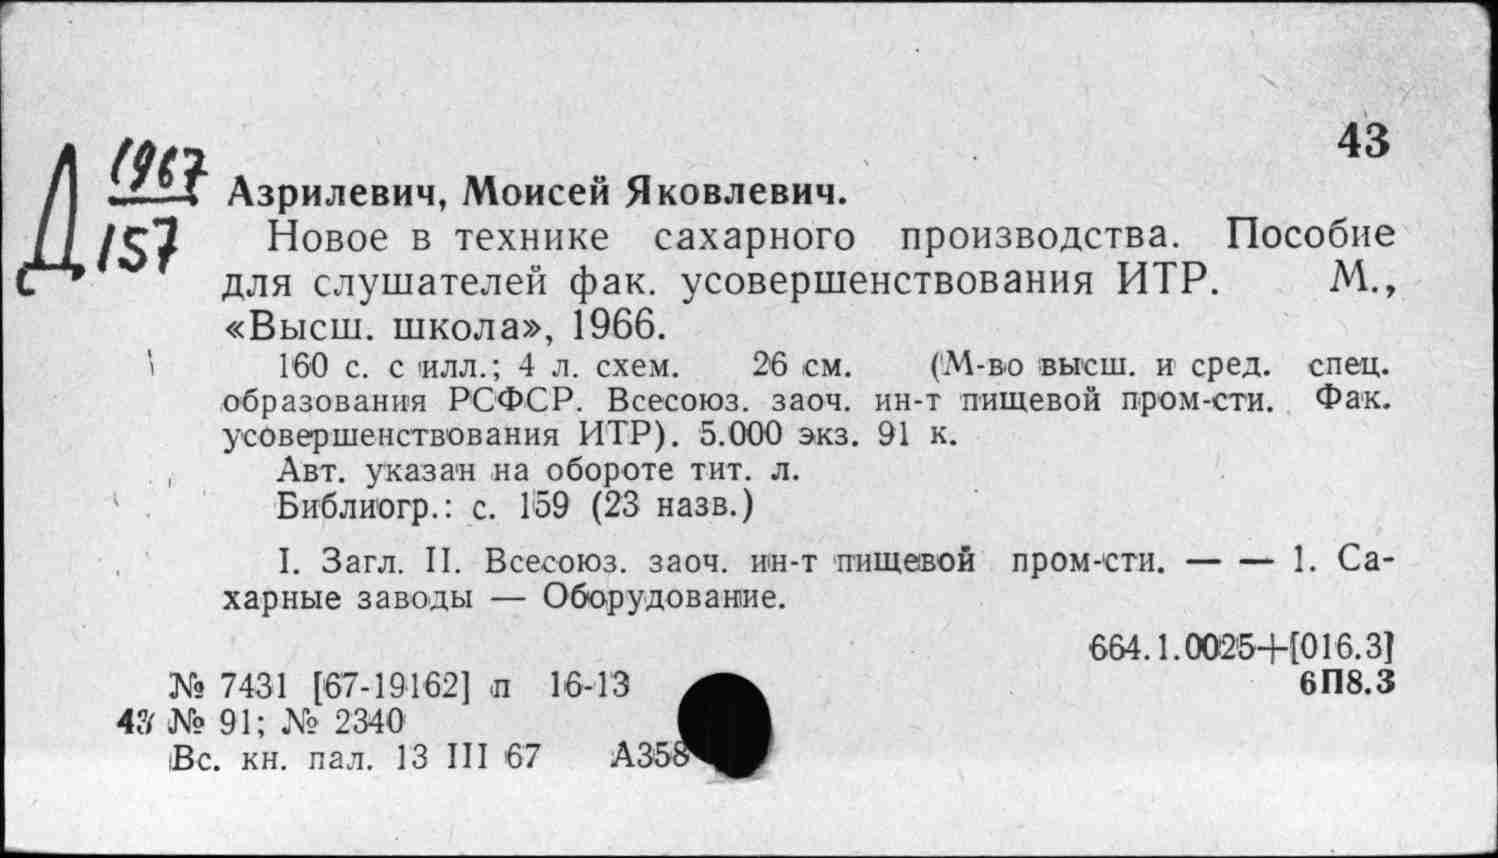 43
Д 1967
157
Азрилевич, Моисей Яковлевич.
Новое в технике сахарного производства. Пособие
для слушателей фак. усовершенствования ИТР. М.,
«Высш. школа», 1966.
160 с. с илл.; 4 л. схем. 26 см. (М-во высш. и сред. спец.
образования РСФСР. Всесоюз. заоч. ин-т пищевой пром-сти. Фак.
усовершенствования ИТР). 5.000 экз. 91 к.
Авт. указан на обороте тит. л.
Библиогр.: с. 159 (23 назв.)
I. Загл. II. Всесоюз. заоч. ин-т пищевой пром-сти. — — 1. Са-
харные заводы — Оборудование.
664.1.0025+[016.3]
№ 7431 [67-19162] п 16-13 6П8.3
43 № 91; № 2340
Вс. кн. пал. 13 III 67 А358